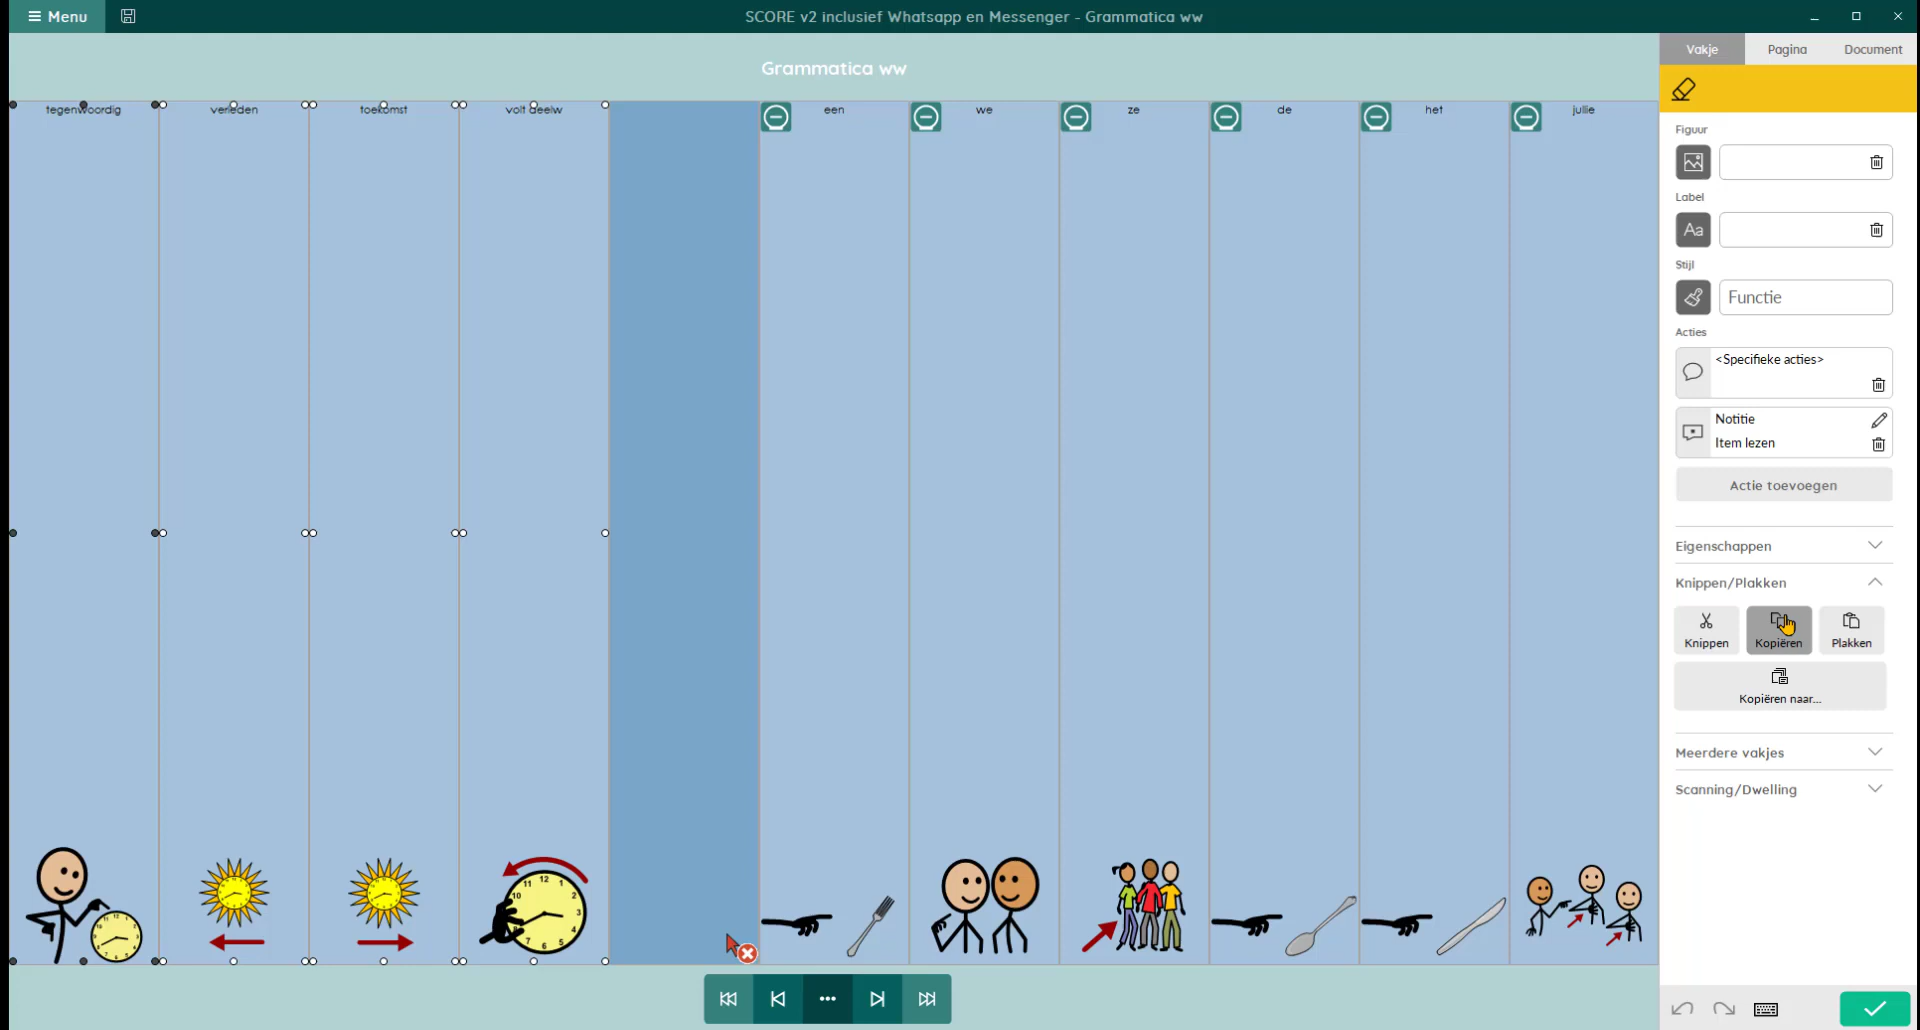 Menu
SCORE v2 inclusief Whatsapp en Messenger - Grammatica ww
Grammatica ww
Vakje
Pagina
Document
tegenwoordig
verleden
toekomst
volt deelw
een
we
ze
de
het
jullie
Figuur
Label
Aa
Stijl
Functie
Acties
<Specifieke acties>
Notitie
Item lezen
Actie toevoegen
Eigenschappen
Knippen/Plakken
Knippen
Kopiëren
Plakken
Kopiëren naar...
Meerdere vakjes
Scanning/Dwelling